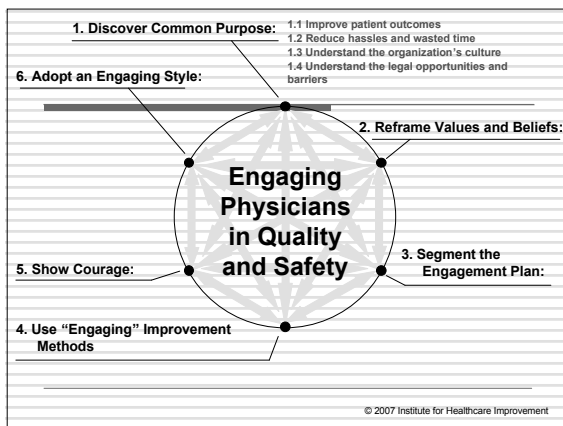 1. Discover Common Purpose:
1.1 Improve patient outcomes
1.2 Reduce hassles and wasted time
1.3 Understand the organization's culture
1.4 Understand the legal opportunities and
barriers
6. Adopt an Engaging Style:
2. Reframe Values and Beliefs:
Engaging
Physicians
in Quality
and Safety
3. Segment the
Engagement Plan:
5. Show Courage:
4. Use “Engaging” Improvement
Methods
© 2007 Institute for Healthcare Improvement